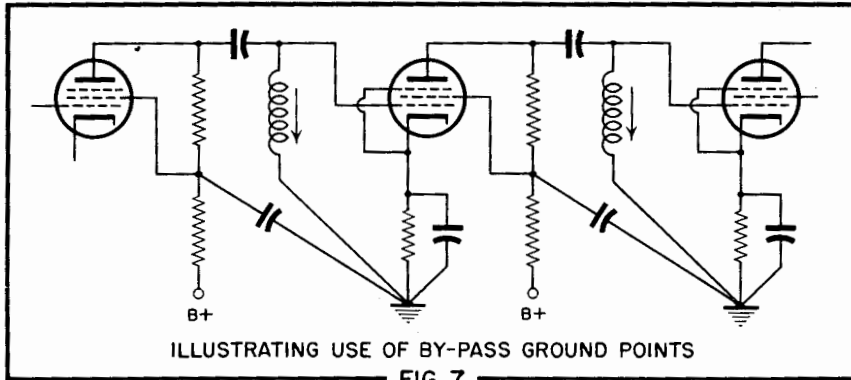 B+
B+
ILLUSTRATING USE OF BY-PASS GROUND POINTS
FIG. 7